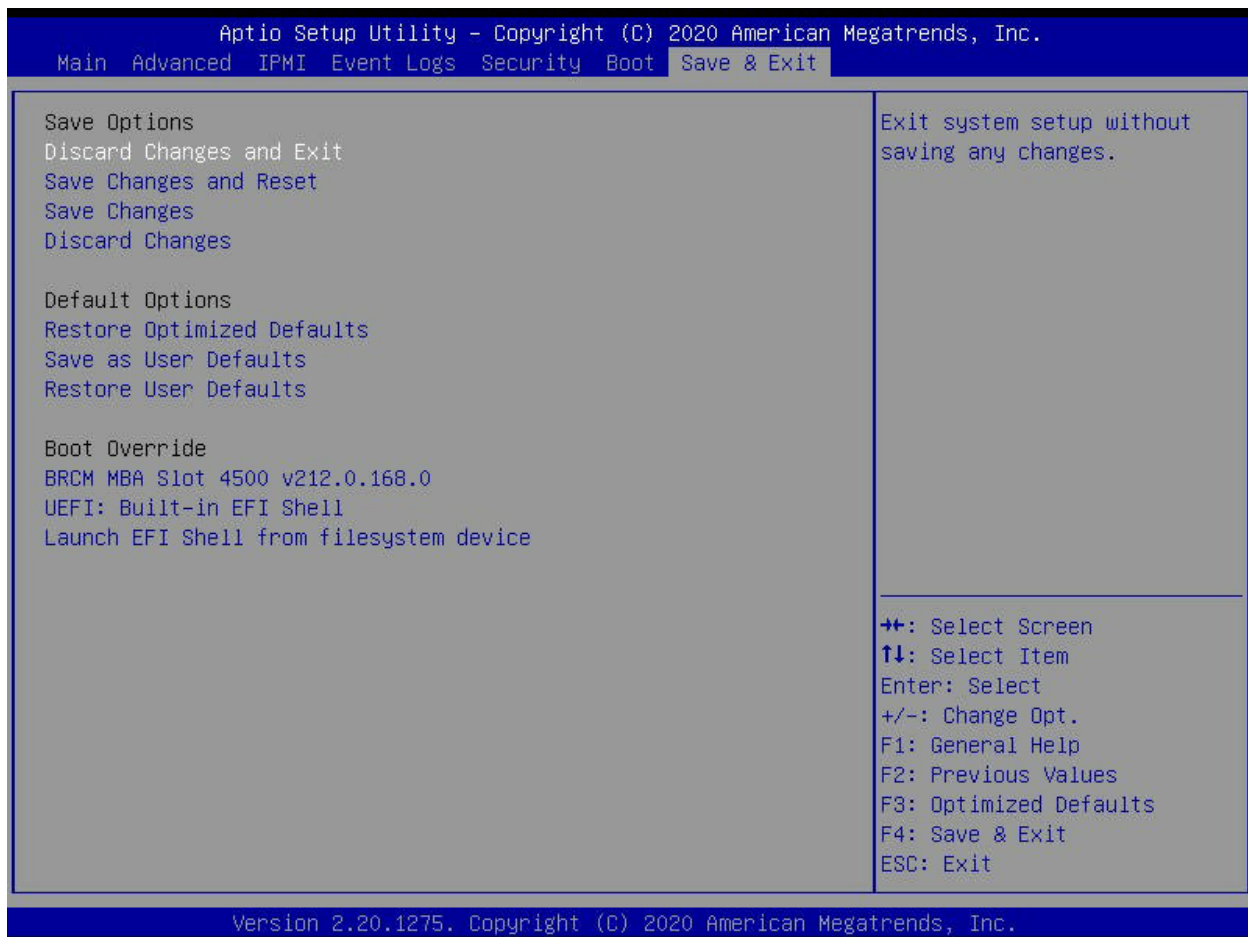 Aptio Setup Utility - Copyright (C) 2020 American Megatrends, Inc.
Main Advanced IPMI Event Logs Security Boot Save & Exit
Save Options
Discard Changes and Exit
Save Changes and Reset
Save Changes
Discard Changes
Default Options
Restore Optimized Defaults
Save as User Defaults
Restore User Defaults
Boot Override
BRCM MBA Slot 4500 v212.0.168.0
UEFI: Built-in EFI Shell
Launch EFI Shell from filesystem device
Exit system setup without
saving any changes.
→←: Select Screen
↑↓: Select Item
Enter: Select
+/-: Change Opt.
F1: General Help
F2: Previous Values
F3: Optimized Defaults
F4: Save & Exit
ESC: Exit
Version 2.20.1275. Copyright (C) 2020 American Megatrends, Inc.